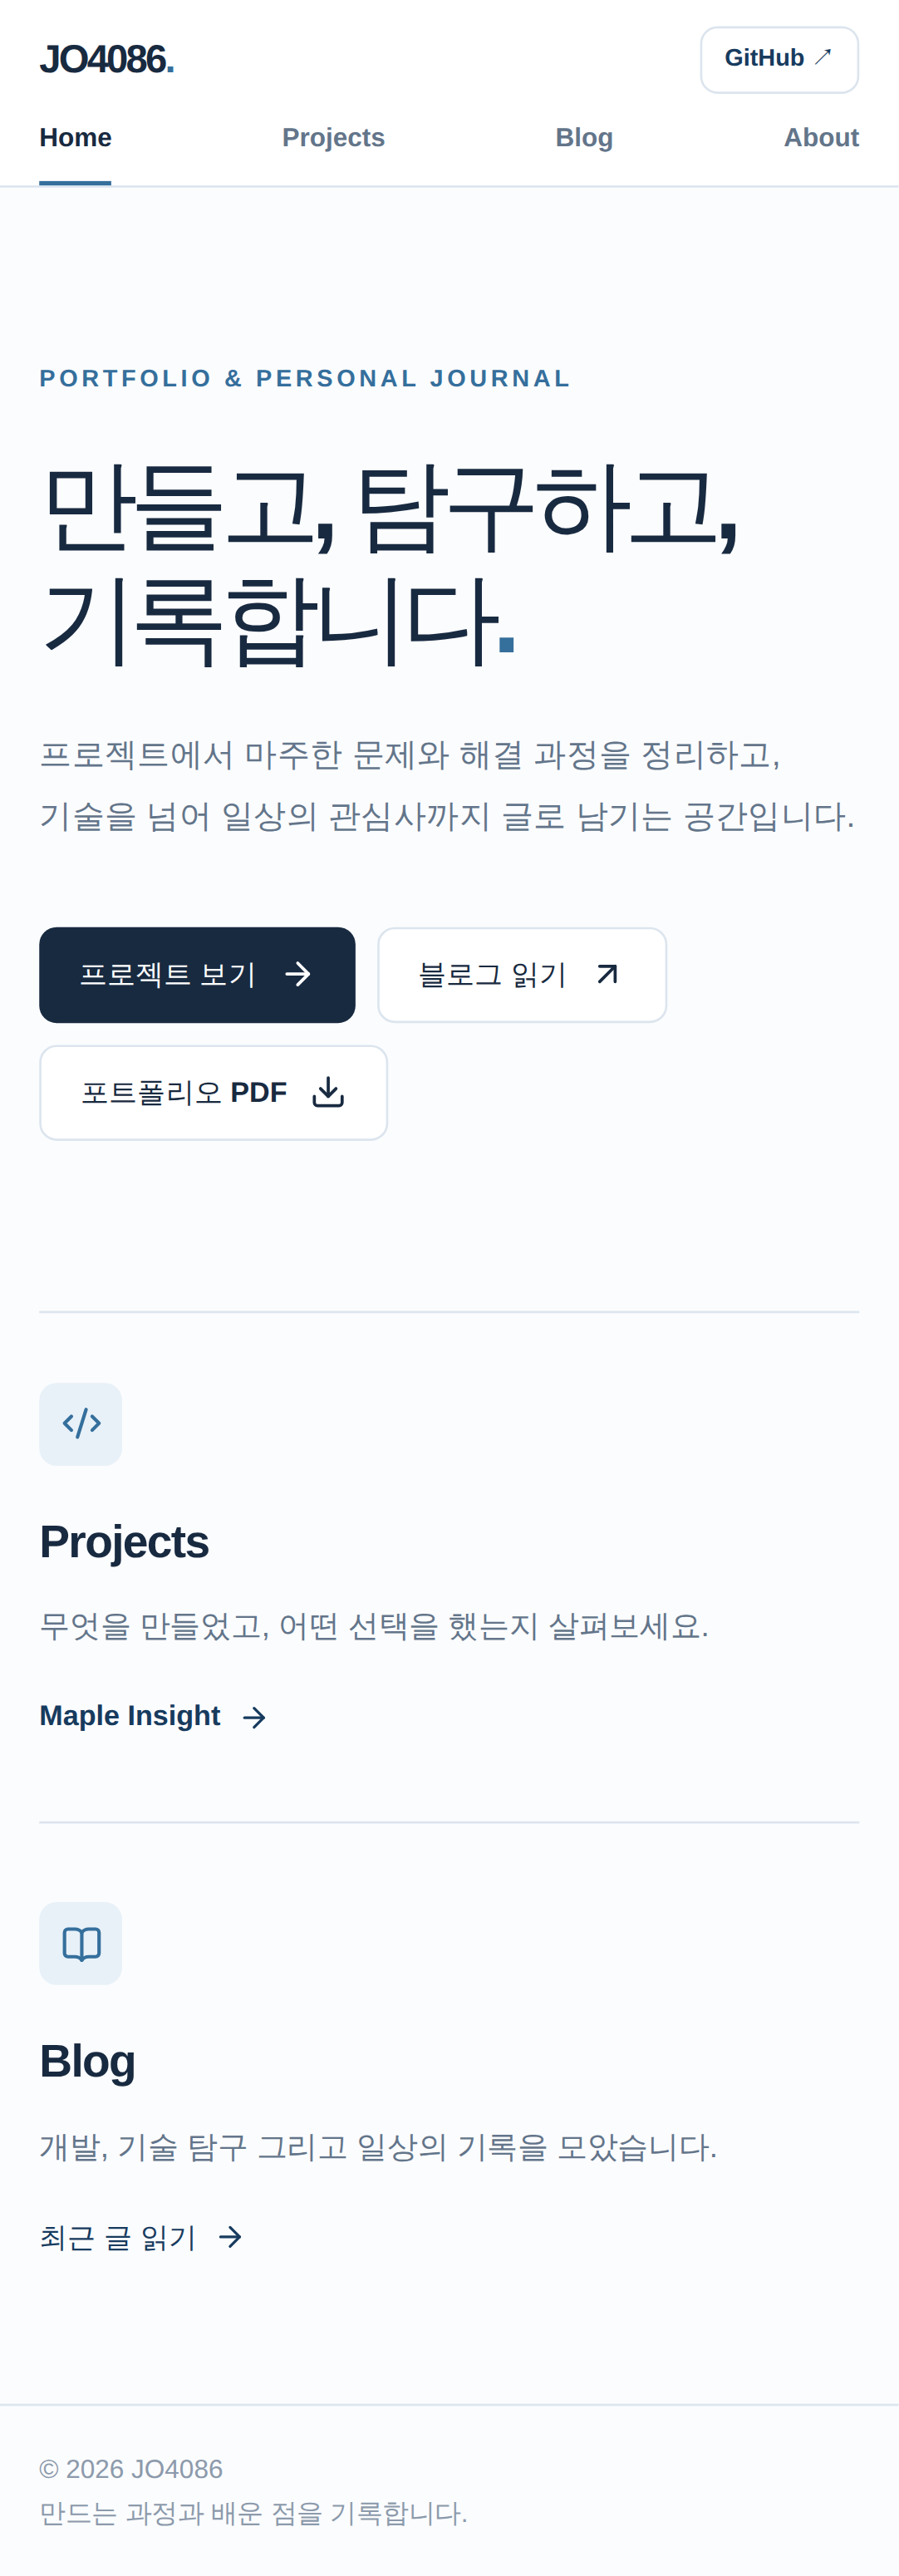 JO4086.
GitHub ↗
Home Projects Blog About
PORTFOLIO & PERSONAL JOURNAL
만들고, 탐구하고,
기록합니다.
프로젝트에서 마주한 문제와 해결 과정을 정리하고,
기술을 넘어 일상의 관심사까지 글로 남기는 공간입니다.
프로젝트 보기 →
블로그 읽기 ↗
포트폴리오 PDF
Projects
무엇을 만들었고, 어떤 선택을 했는지 살펴보세요.
Maple Insight →
Blog
개발, 기술 탐구 그리고 일상의 기록을 모았습니다.
최근 글 읽기 →
© 2026 JO4086
만드는 과정과 배운 점을 기록합니다.